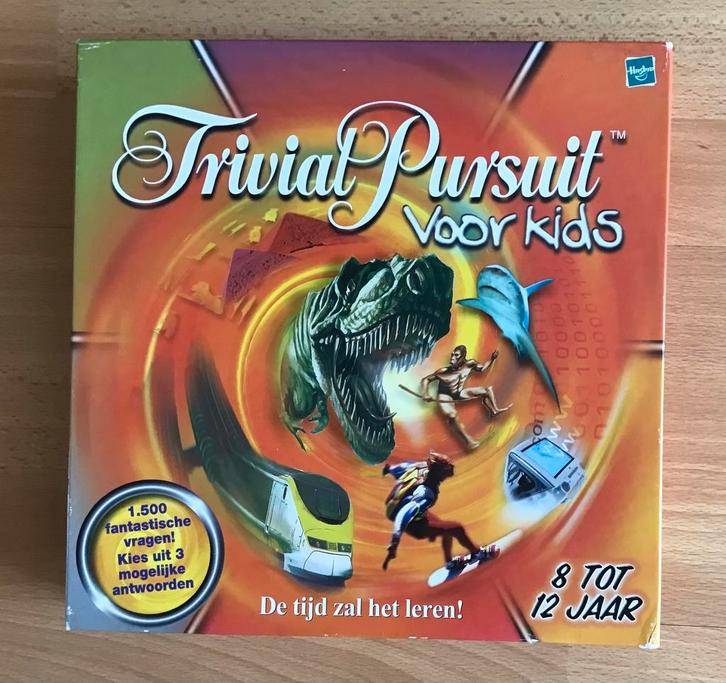 Hasbro
Trivial Pursuit™
voor kids
1.500
fantastische
vragen!
Kies uit 3
mogelijke
antwoorden
De tijd zal het leren!
8 TOT
12 JAAR